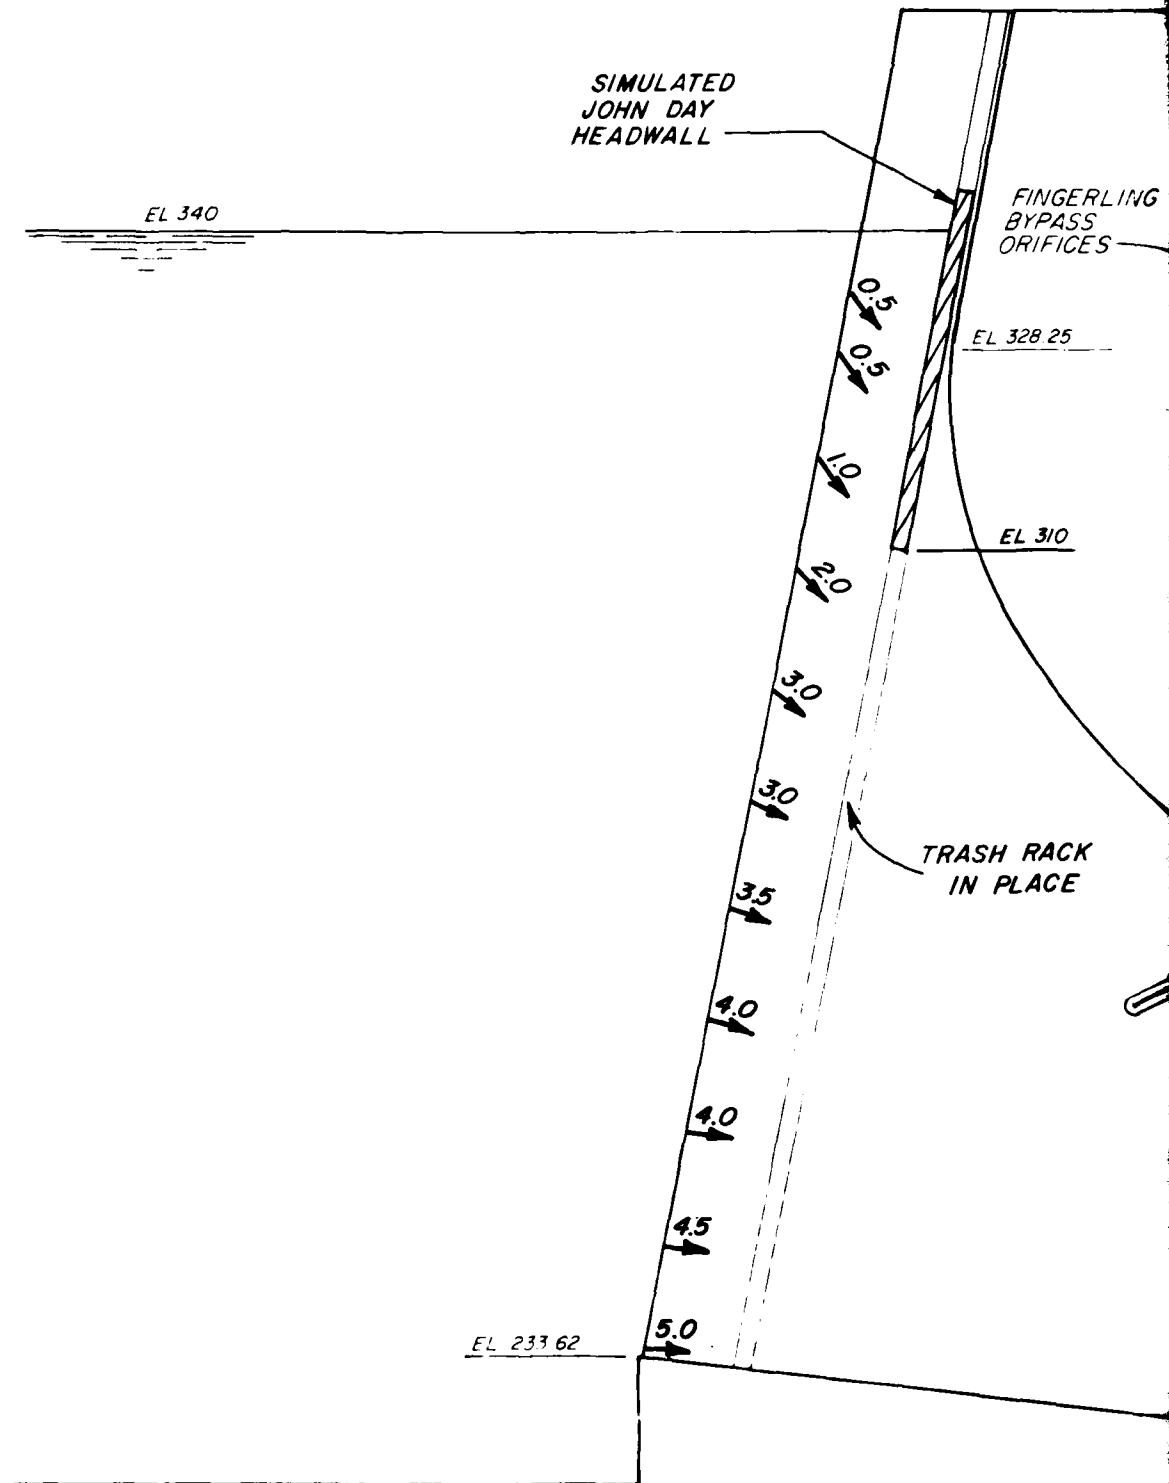 SIMULATED
JOHN DAY
HEADWALL
FINGERLING
BYPASS
ORIFICES
EL 340
0.5
EL 328.25
0.5
1.0
EL 310
2.0
3.0
3.0
TRASH RACK
IN PLACE
3.5
4.0
4.0
4.5
5.0
EL 233.62